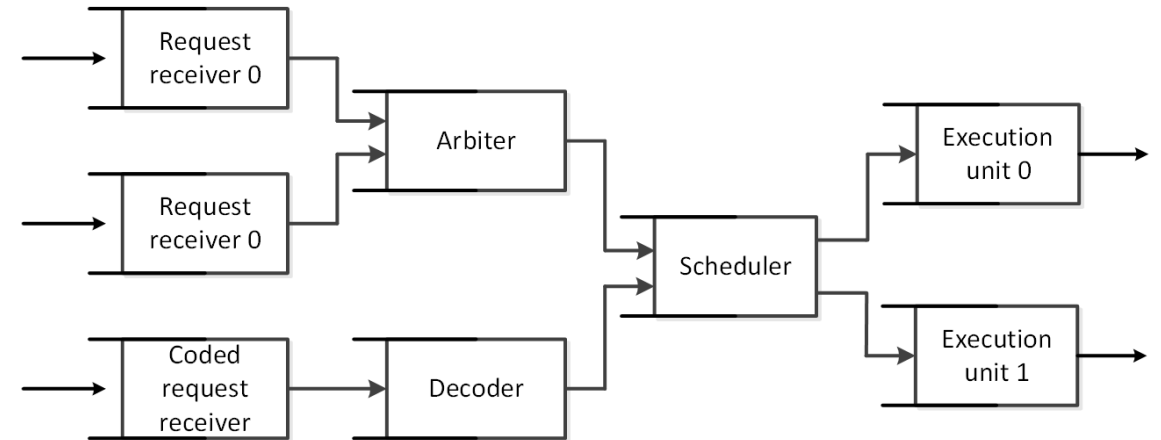 Request
receiver 0
Arbiter
Request
receiver 0
Coded
request
receiver
Decoder
Scheduler
Execution
unit 0
Execution
unit 1